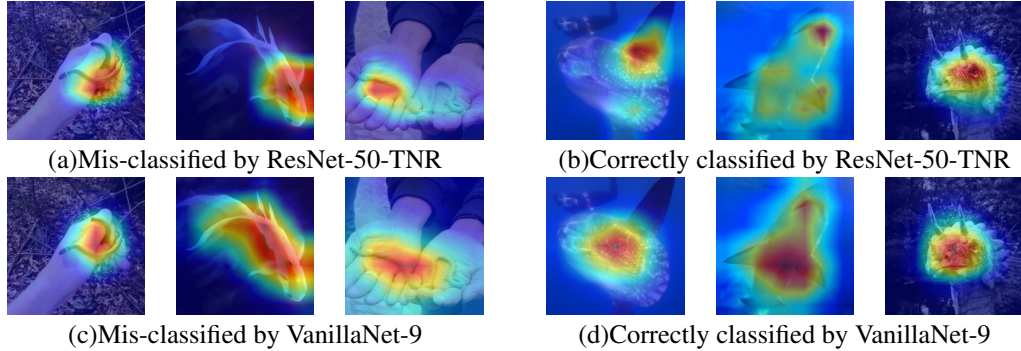 (a)Mis-classified by ResNet-50-TNR
(b)Correctly classified by ResNet-50-TNR
(c)Mis-classified by VanillaNet-9
(d)Correctly classified by VanillaNet-9